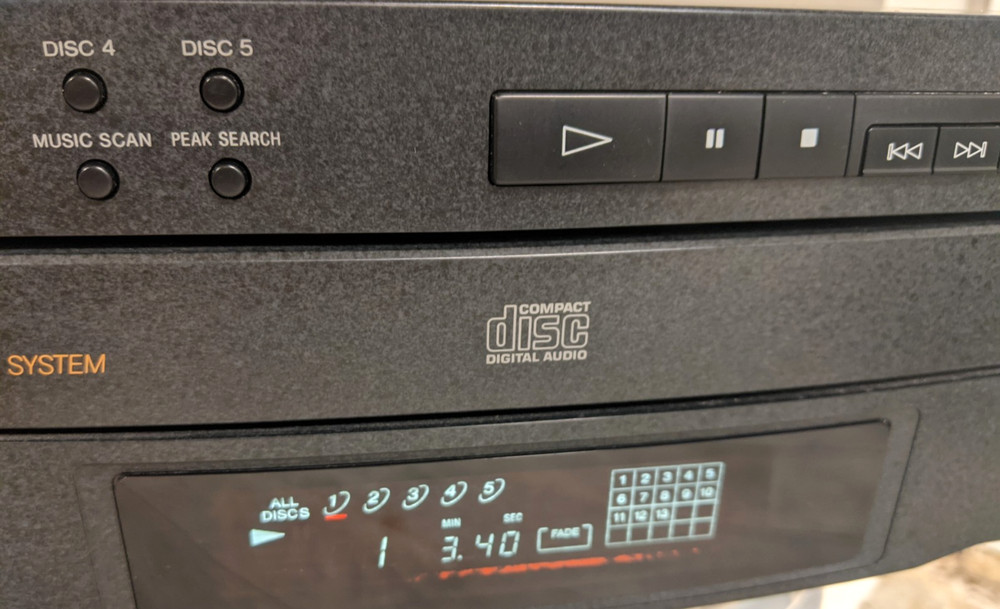 DISC 4 DISC 5
MUSIC SCAN PEAK SEARCH
COMPACT
disc
DIGITAL AUDIO
SYSTEM
ALL
DISCS
1 2 3 4 5
MIN SEC
1 3.40 FADE
1 2 3 4 5
6 7 8 9 10
11 12 13